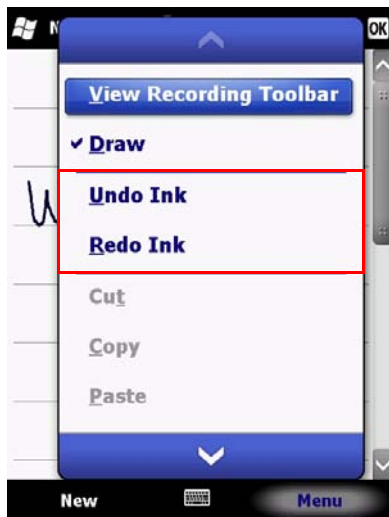 N
OK
View Recording Toolbar
Draw
Undo Ink
Redo Ink
Cut
Copy
Paste
New
Menu